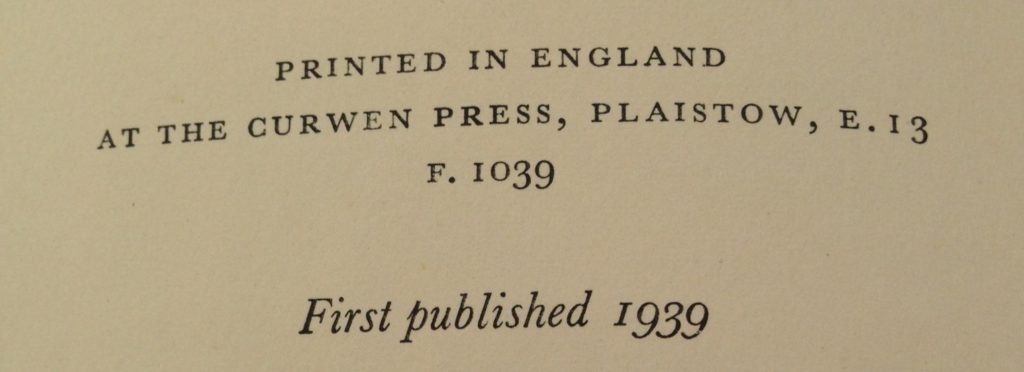 PRINTED IN ENGLAND
AT THE CURWEN PRESS, PLAISTOW, E.13
F. 1039
First published 1939